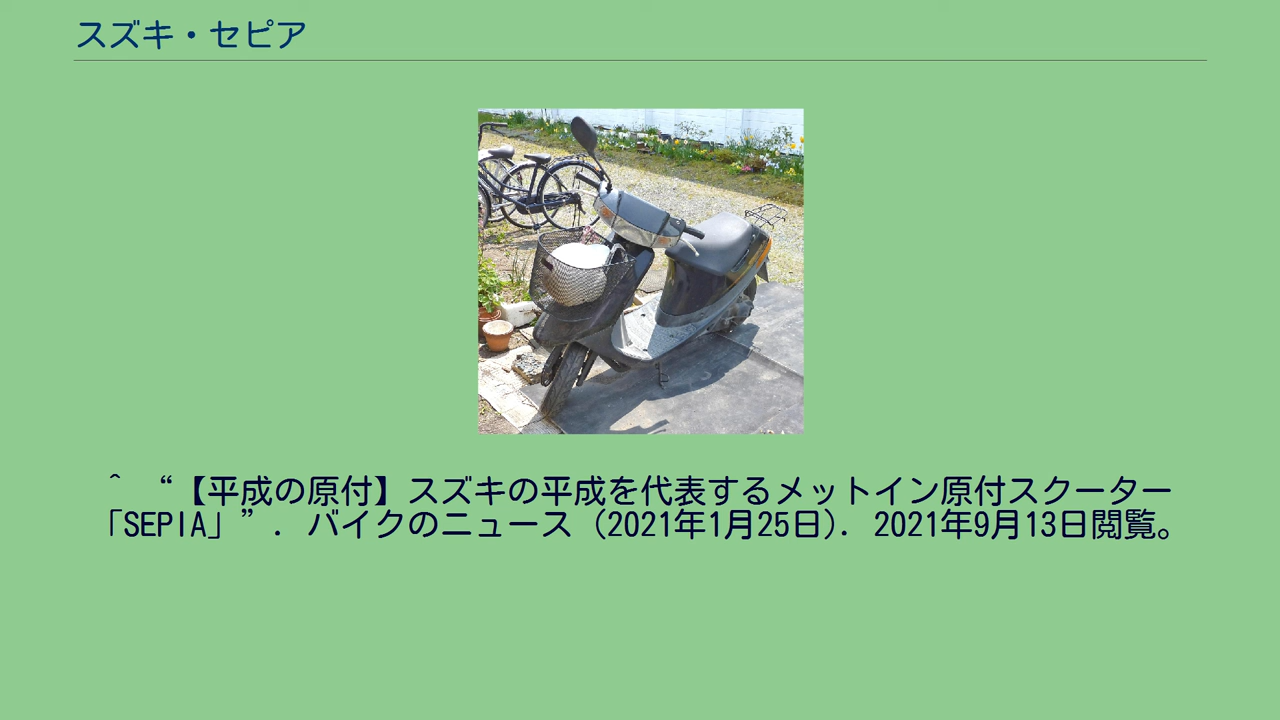 スズキ・セピア
^ “【平成の原付】スズキの平成を代表するメットイン原付スクーター
「SEPIA」”. バイクのニュース (2021年1月25日). 2021年9月13日閲覧。